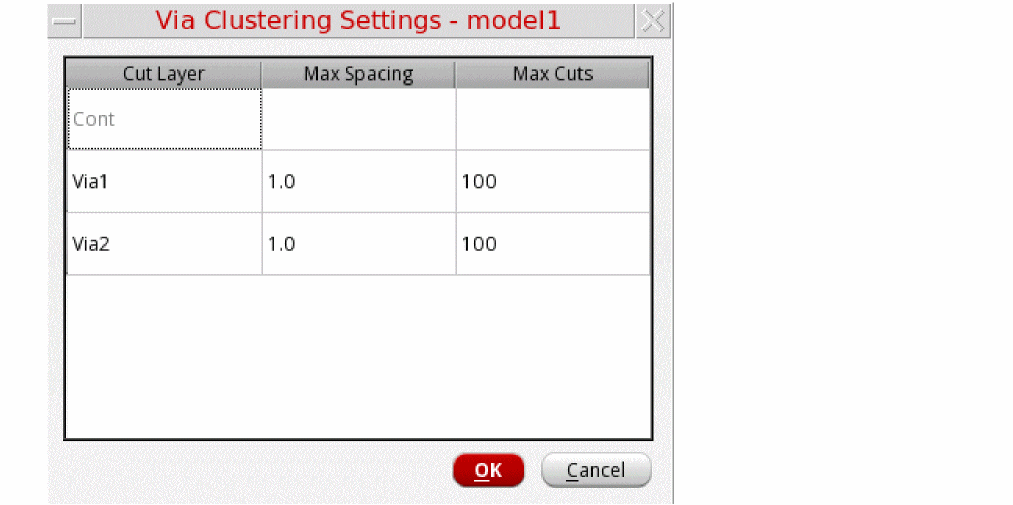 Via Clustering Settings - model1
Cut Layer Max Spacing Max Cuts
Cont
Via1 1.0 100
Via2 1.0 100
OK Cancel